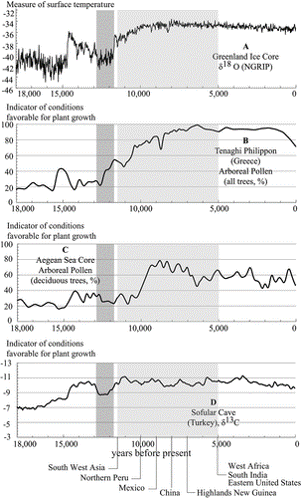 Measure of surface temperature
-32
-34
-36
-38
-40
-42
-44
-46
A
Greenland Ice Core
δ18 O (NGRIP)
18,000 15,000 10,000 5,000 0
Indicator of conditions
favorable for plant growth
100
80
60
40
20
0
B
Tenaghi Philippon
(Greece)
Arboreal Pollen
(all trees, %)
18,000 15,000 10,000 5,000 0
Indicator of conditions
favorable for plant growth
100
80
60
40
20
0
C
Aegean Sea Core
Arboreal Pollen
(deciduous trees, %)
18,000 15,000 10,000 5,000 0
Indicator of conditions
favorable for plant growth
-13
-11
-9
-7
-5
-3
D
Sofular Cave
(Turkey), δ13C
18,000 15,000 10,000 5,000 0
years before present
South West Asia
Northern Peru
Mexico
China
Highlands New Guinea
West Africa
South India
Eastern United States